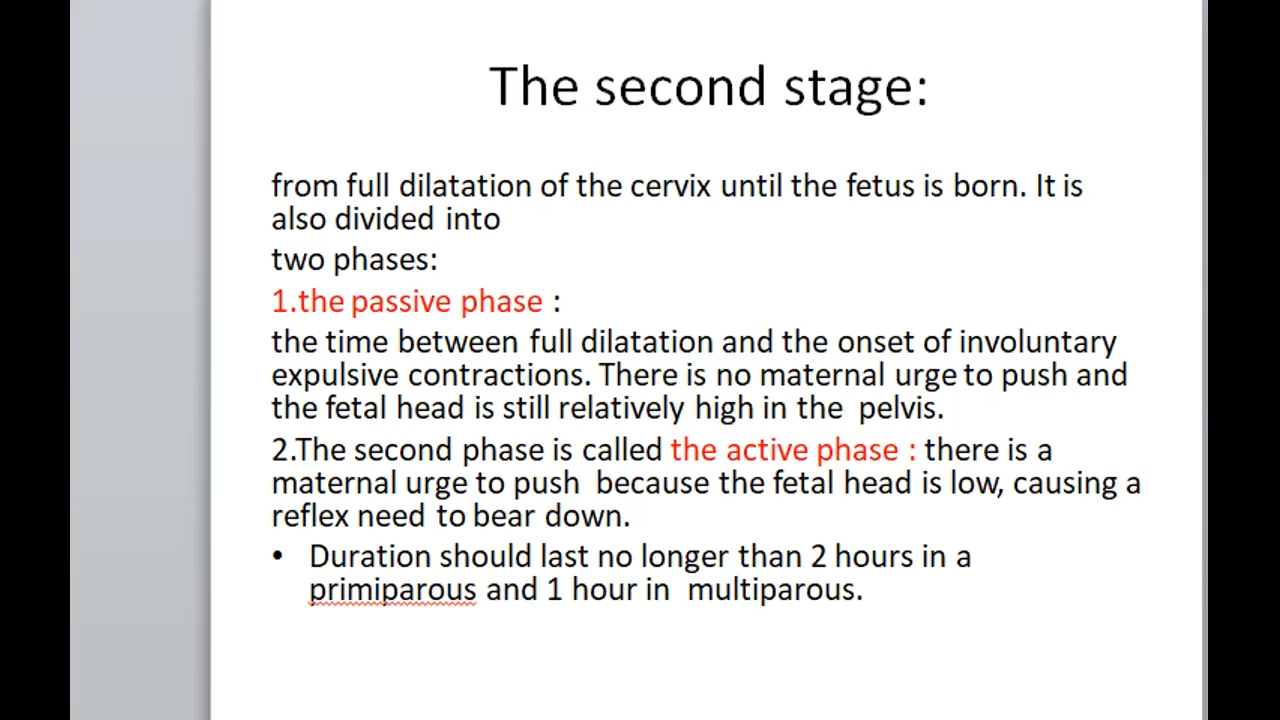 The second stage:
from full dilatation of the cervix until the fetus is born. It is
also divided into
two phases:
1.the passive phase :
the time between full dilatation and the onset of involuntary
expulsive contractions. There is no maternal urge to push and
the fetal head is still relatively high in the pelvis.
2.The second phase is called the active phase : there is a
maternal urge to push because the fetal head is low, causing a
reflex need to bear down.
• Duration should last no longer than 2 hours in a
primiparous and 1 hour in multiparous.